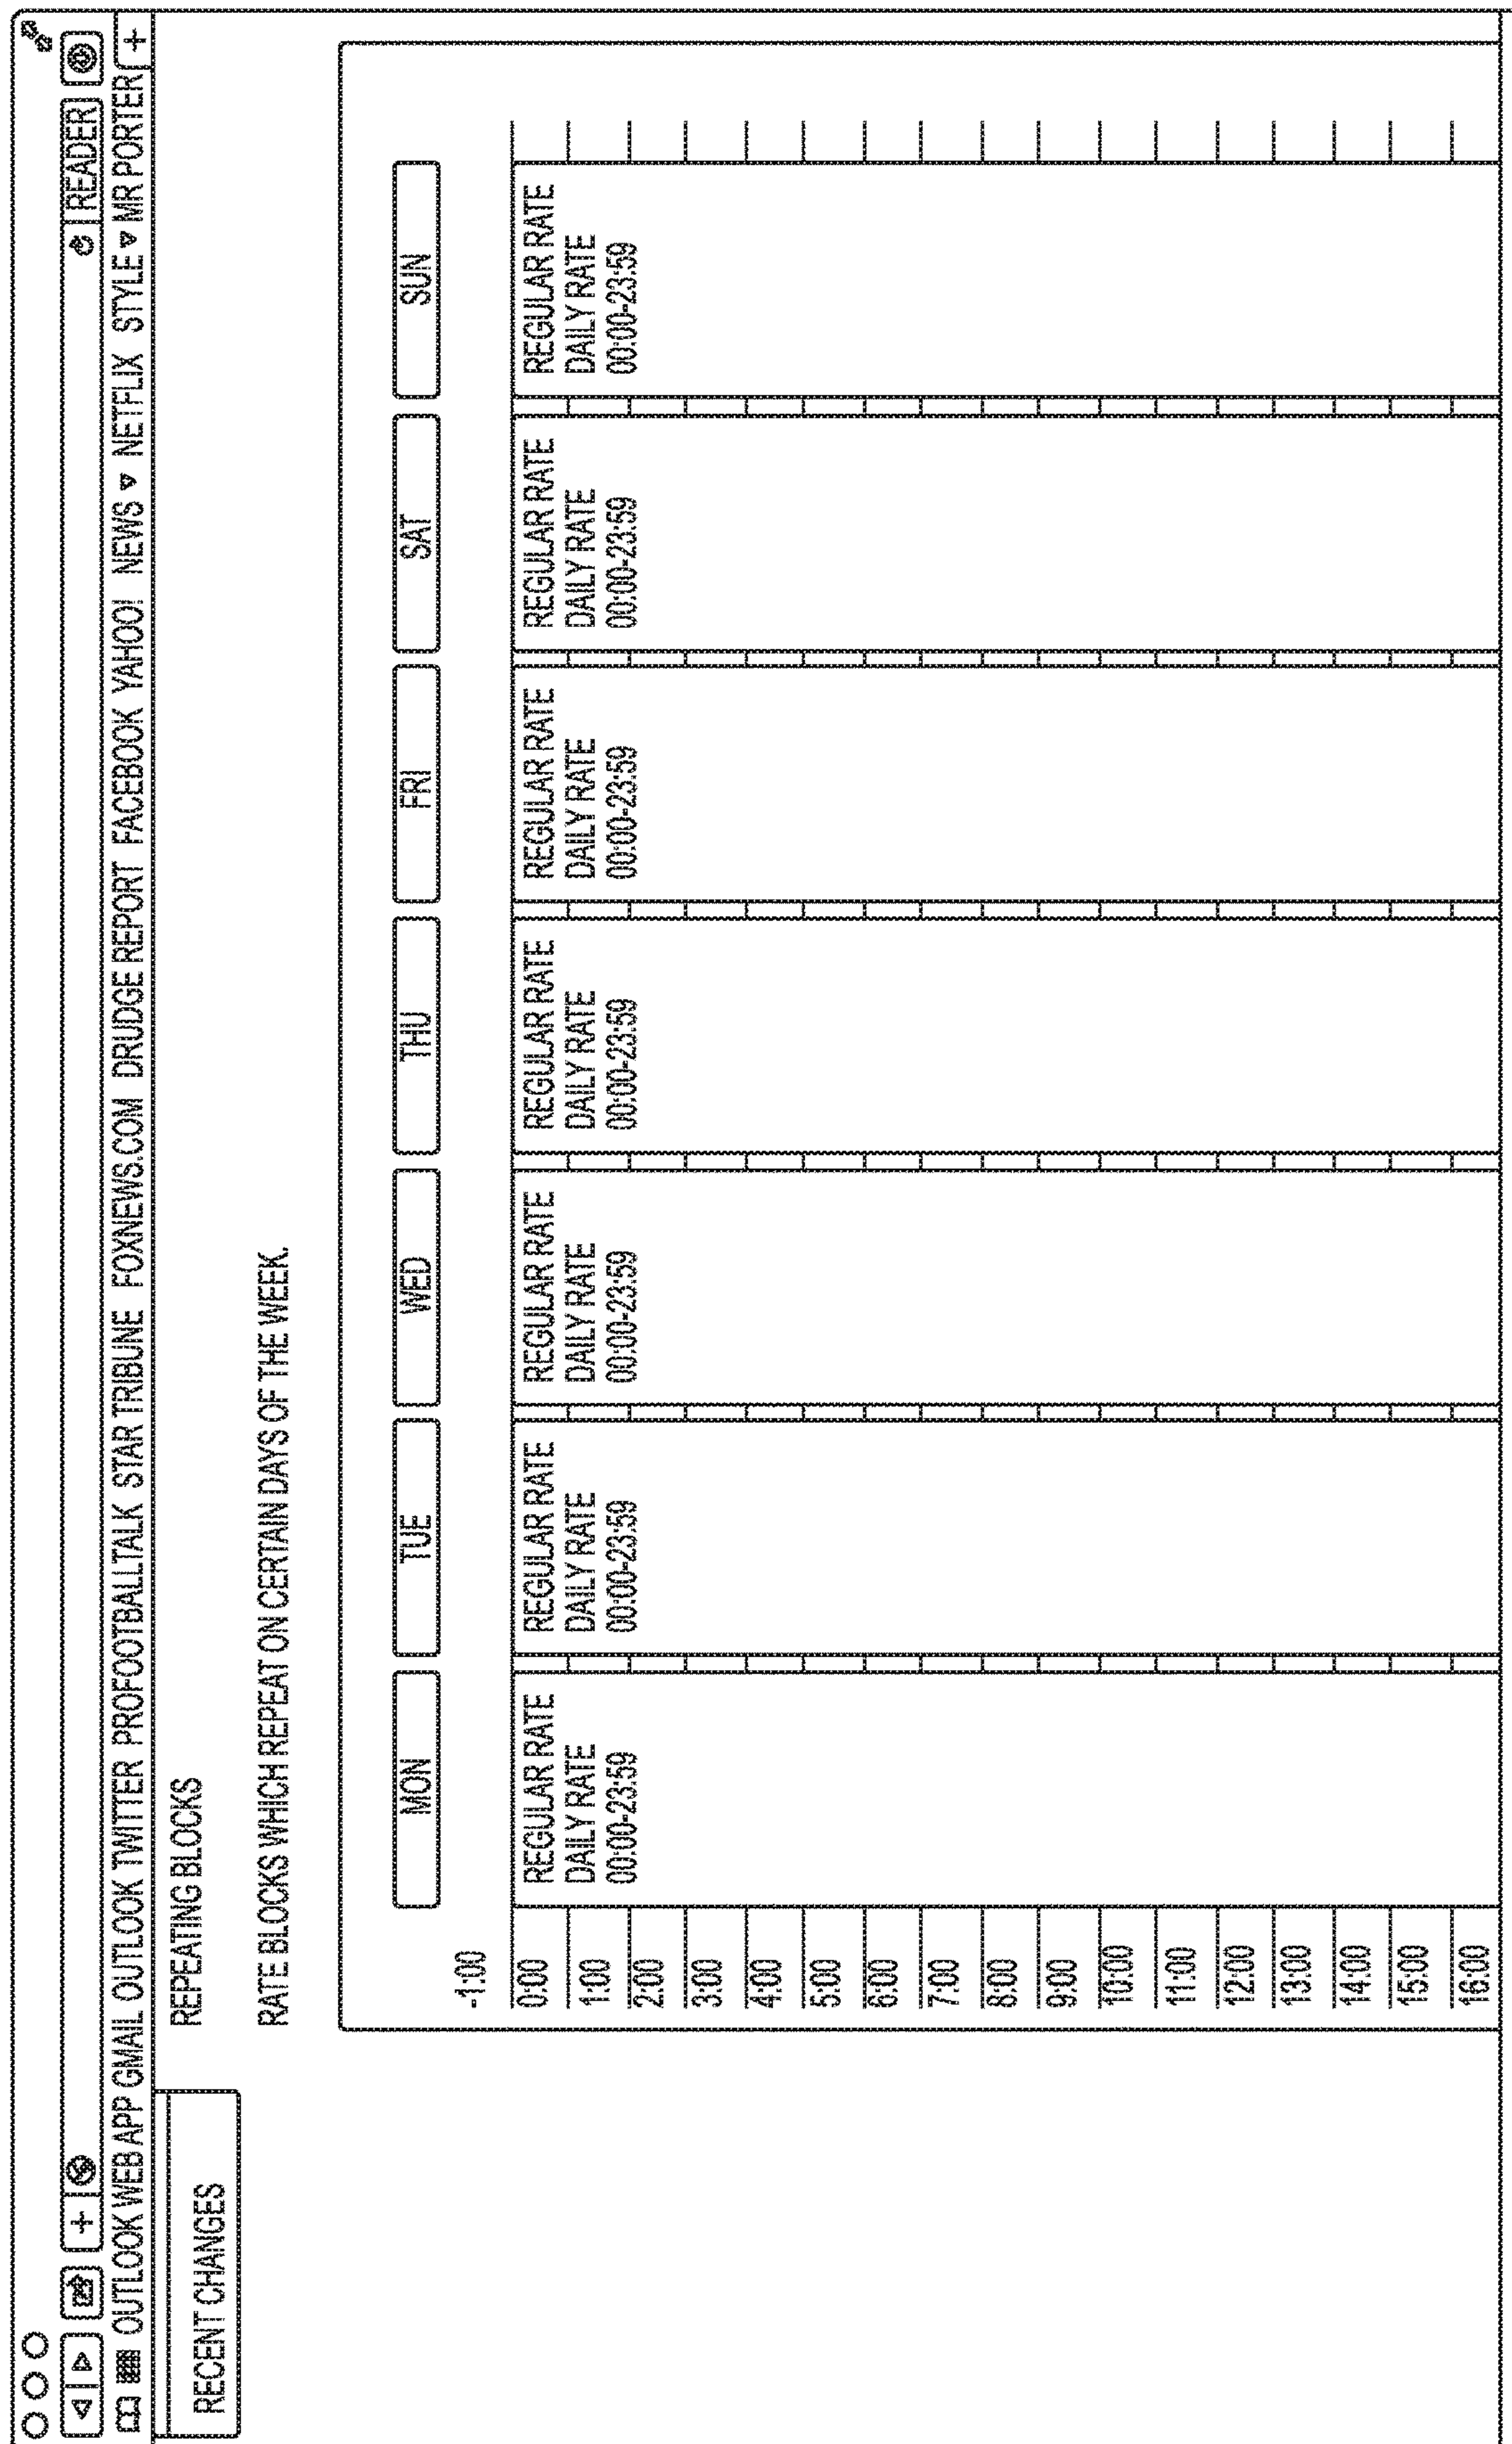 READER
OUTLOOK WEB APP GMAIL OUTLOOK TWITTER PROFOOTBALLTALK STAR TRIBUNE FOXNEWS.COM DRUDGE REPORT FACEBOOK YAHOO! NEWS NETFLIX STYLE MR PORTER +
RECENT CHANGES
REPEATING BLOCKS
RATE BLOCKS WHICH REPEAT ON CERTAIN DAYS OF THE WEEK.
MON TUE WED THU FRI SAT SUN
-1:00
0:00
REGULAR RATE REGULAR RATE REGULAR RATE REGULAR RATE REGULAR RATE REGULAR RATE REGULAR RATE
DAILY RATE DAILY RATE DAILY RATE DAILY RATE DAILY RATE DAILY RATE DAILY RATE
1:00
00:00-23:59 00:00-23:59 00:00-23:59 00:00-23:59 00:00-23:59 00:00-23:59 00:00-23:59
2:00
3:00
4:00
5:00
6:00
7:00
8:00
9:00
10:00
11:00
12:00
13:00
14:00
15:00
16:00